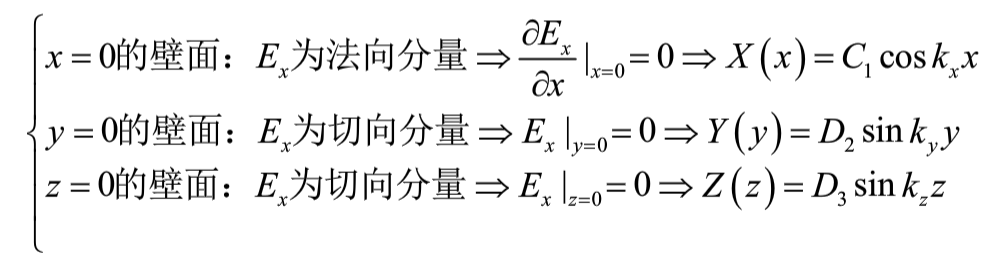 x = 0的壁面：E_x为法向分量 ⇒ ∂E_x/∂x |_{x=0} = 0 ⇒ X(x) = C_1 cos k_x x
y = 0的壁面：E_x为切向分量 ⇒ E_x |_{y=0} = 0 ⇒ Y(y) = D_2 sin k_y y
z = 0的壁面：E_x为切向分量 ⇒ E_x |_{z=0} = 0 ⇒ Z(z) = D_3 sin k_z z